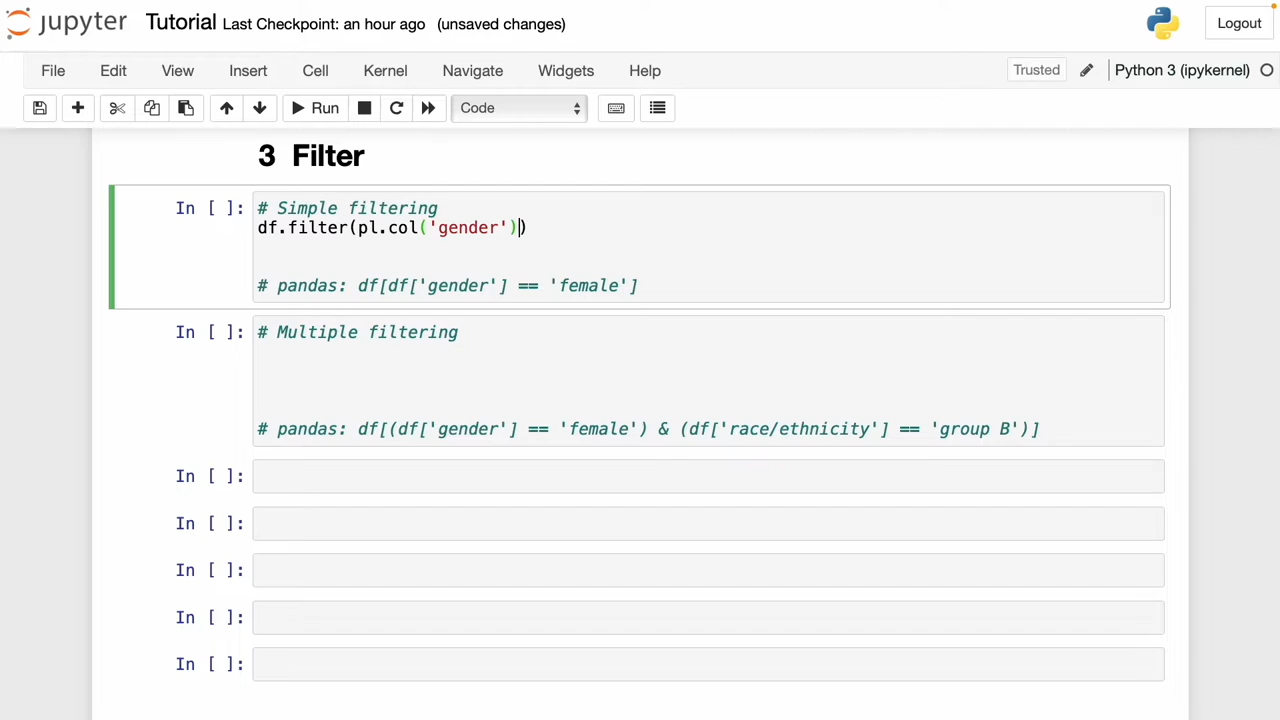 jupyter Tutorial Last Checkpoint: an hour ago (unsaved changes) Logout
File Edit View Insert Cell Kernel Navigate Widgets Help Trusted Python 3 (ipykernel)
Run Code
3 Filter
In [ ]: # Simple filtering
df.filter(pl.col('gender'))
# pandas: df[df['gender'] == 'female']
In [ ]: # Multiple filtering
# pandas: df[(df['gender'] == 'female') & (df['race/ethnicity'] == 'group B')]
In [ ]:
In [ ]:
In [ ]:
In [ ]:
In [ ]: